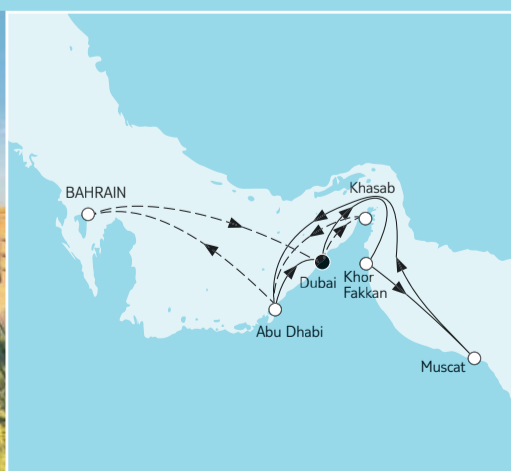 BAHRAIN
Khasab
Dubai
Khor
Fakkan
Abu Dhabi
Muscat